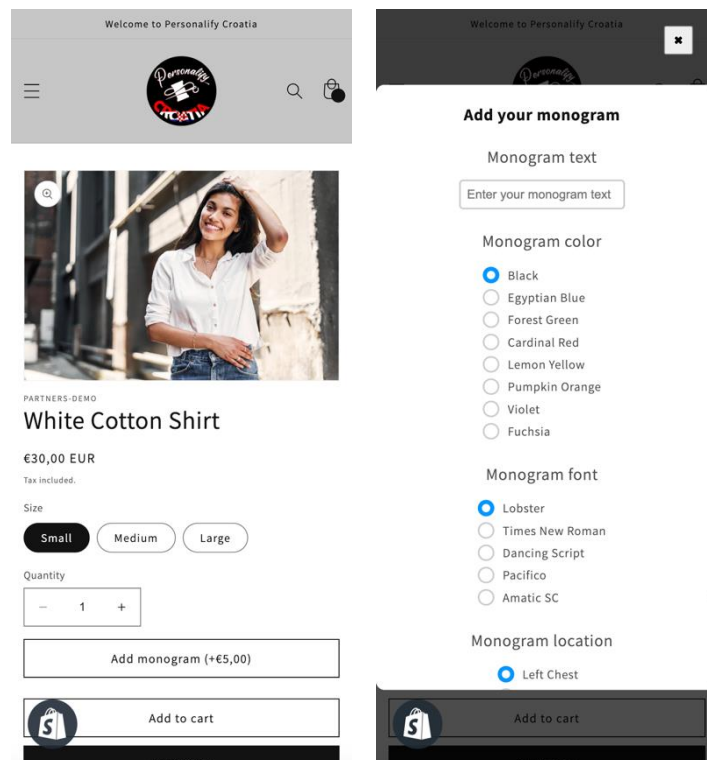 Welcome to Personalify Croatia
Personalify
CROATIA
PARTNERS-DEMO
White Cotton Shirt
€30,00 EUR
Tax included.
Size
Small Medium Large
Quantity
− 1 +
Add monogram (+€5,00)
Add to cart
Welcome to Personalify Croatia
Personalify
Add your monogram
Monogram text
Enter your monogram text
Monogram color
Black
Egyptian Blue
Forest Green
Cardinal Red
Lemon Yellow
Pumpkin Orange
Violet
Fuchsia
Monogram font
Lobster
Times New Roman
Dancing Script
Pacifico
Amatic SC
Monogram location
Left Chest
Add to cart